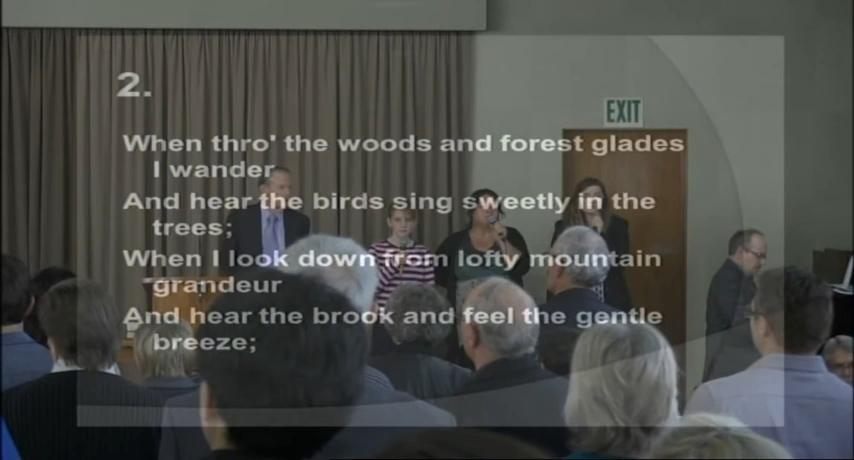 2.
EXIT
When thro' the woods and forest glades
I wander
And hear the birds sing sweetly in the
trees;
When I look down from lofty mountain
grandeur
And hear the brook and feel the gentle
breeze;